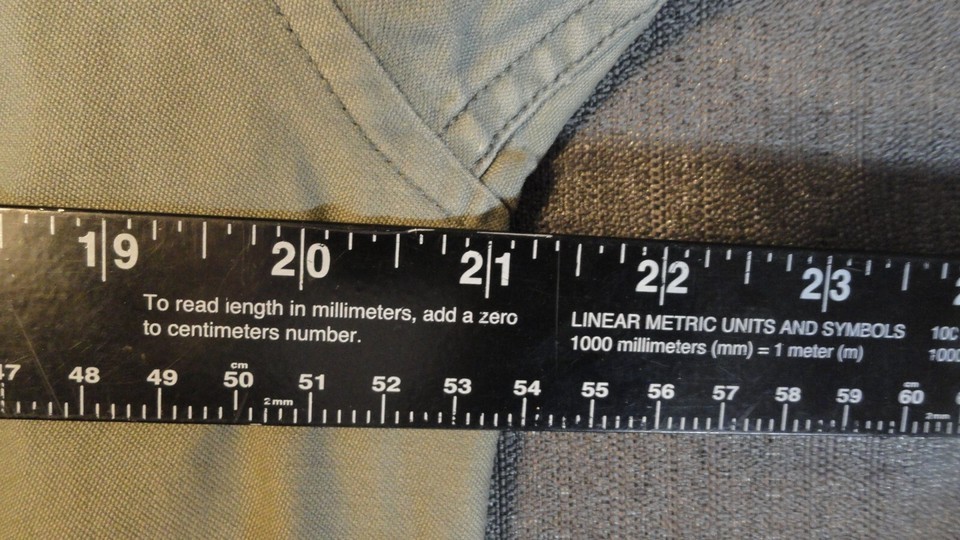 19 20 21 22 23
To read length in millimeters, add a zero
to centimeters number.
LINEAR METRIC UNITS AND SYMBOLS
1000 millimeters (mm) = 1 meter (m)
cm cm
47 48 49 50 51 52 53 54 55 56 57 58 59 60
2mm 2mm